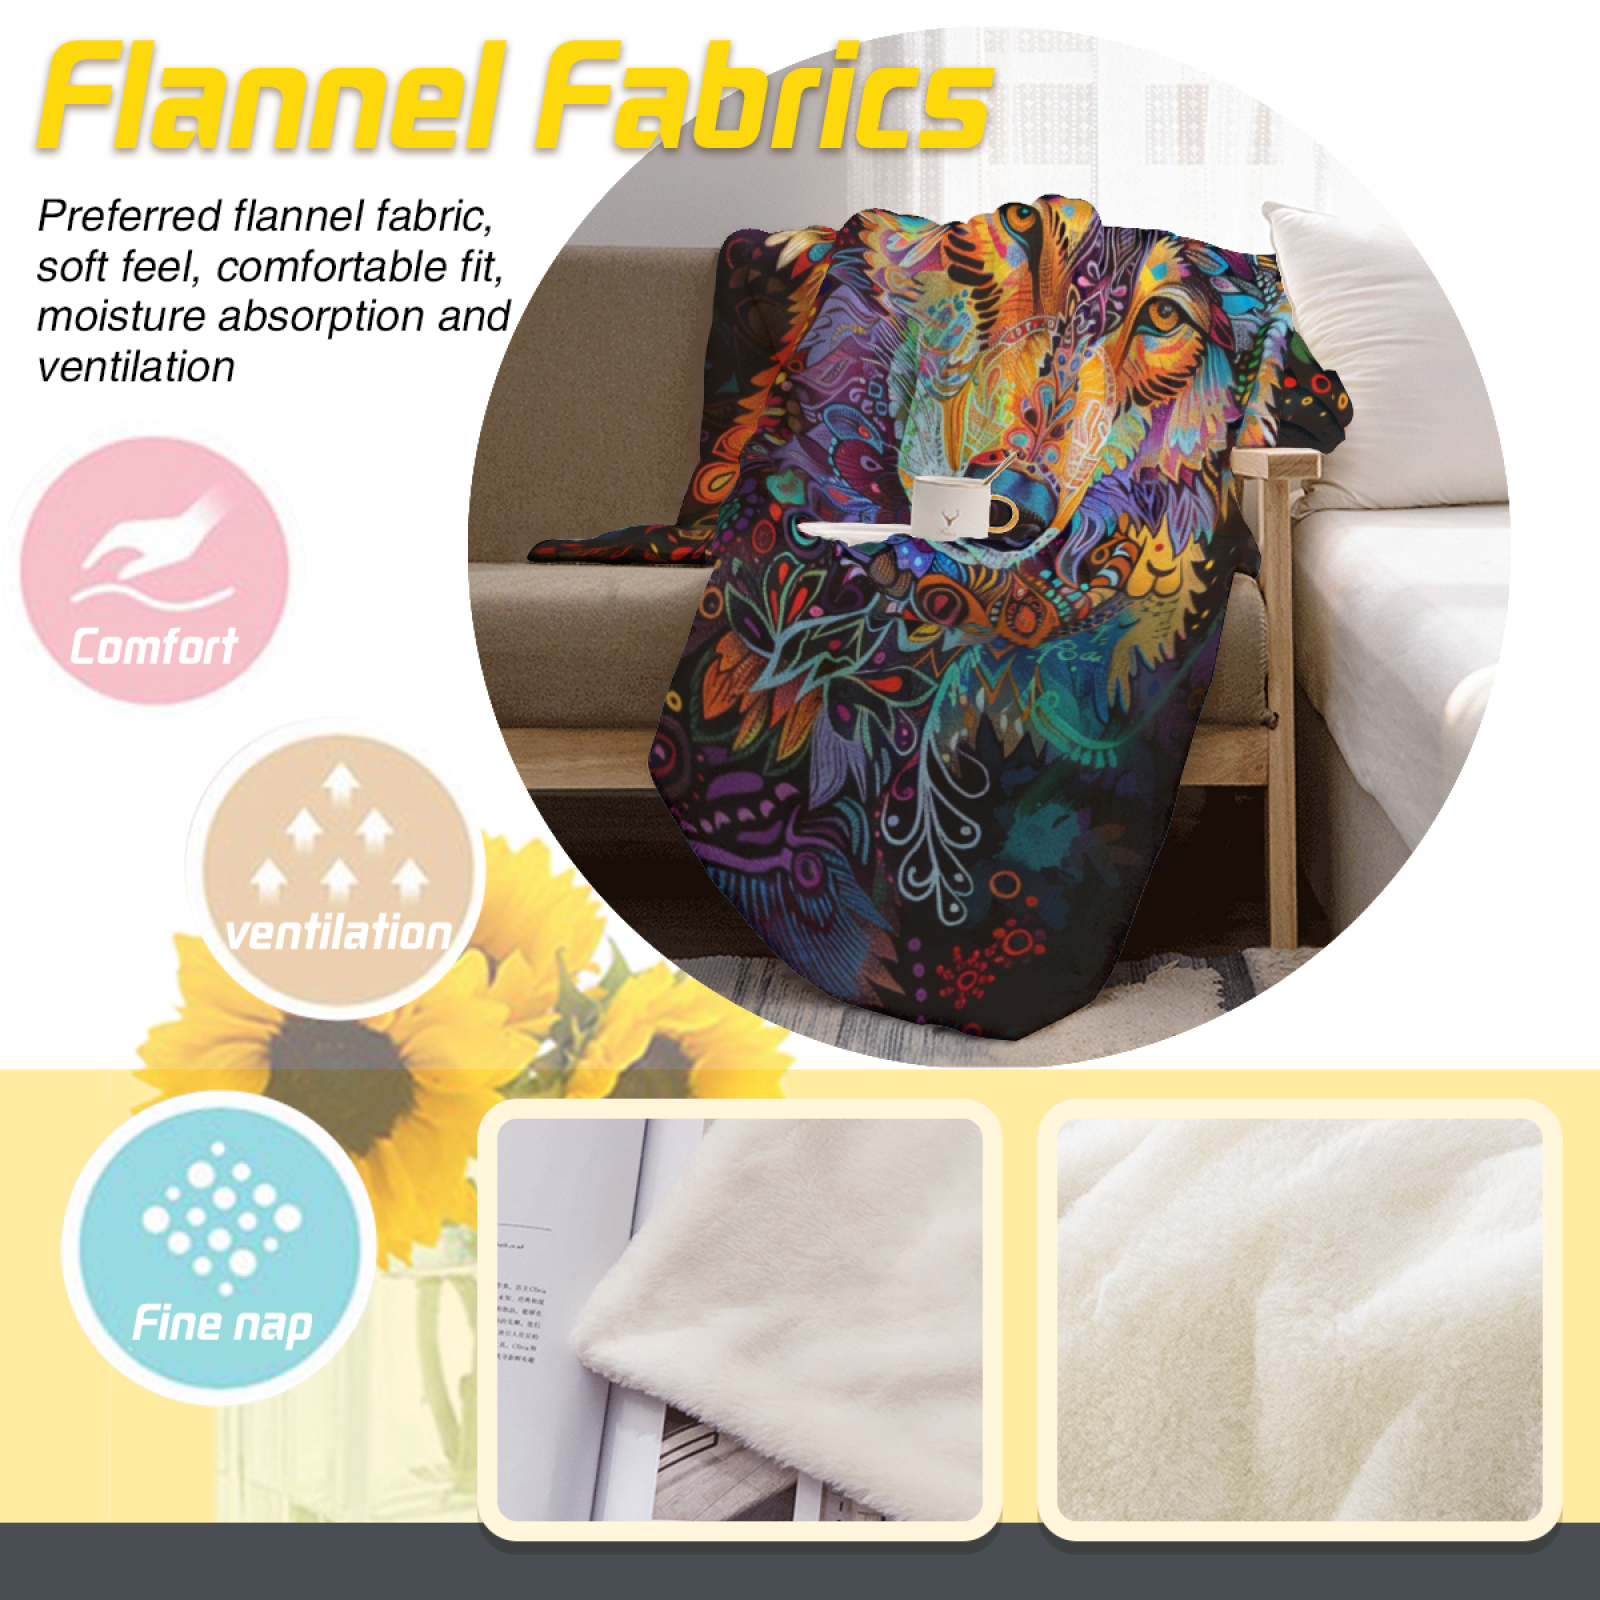 Flannel Fabrics
Preferred flannel fabric,
soft feel, comfortable fit,
moisture absorption and
ventilation
Comfort
ventilation
Fine nap